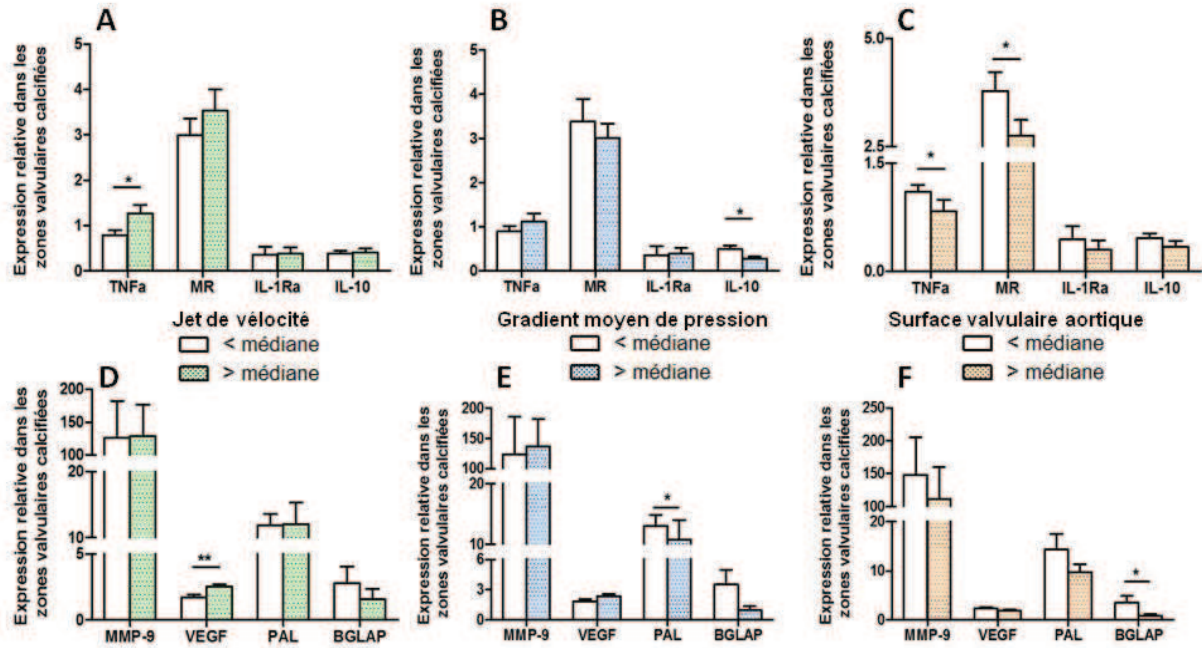 A
Expression relative dans les
zones valvulaires calcifiées
5
4
3
2
1
0
TNFa MR IL-1Ra IL-10
Jet de vélocité
< médiane
> médiane
B
Expression relative dans les
zones valvulaires calcifiées
5
4
3
2
1
0
*
TNFa MR IL-1Ra IL-10
Gradient moyen de pression
< médiane
> médiane
C
Expression relative dans les
zones valvulaires calcifiées
5.0
2.5
1.5
0.0
*
*
TNFa MR IL-1Ra IL-10
Surface valvulaire aortique
< médiane
> médiane
D
Expression relative dans les
zones valvulaires calcifiées
200
150
100
20
10
5
0
**
MMP-9 VEGF PAL BGLAP
E
Expression relative dans les
zones valvulaires calcifiées
200
150
100
20
10
6
3
0
*
MMP-9 VEGF PAL BGLAP
F
Expression relative dans les
zones valvulaires calcifiées
250
200
150
100
20
10
0
*
MMP-9 VEGF PAL BGLAP